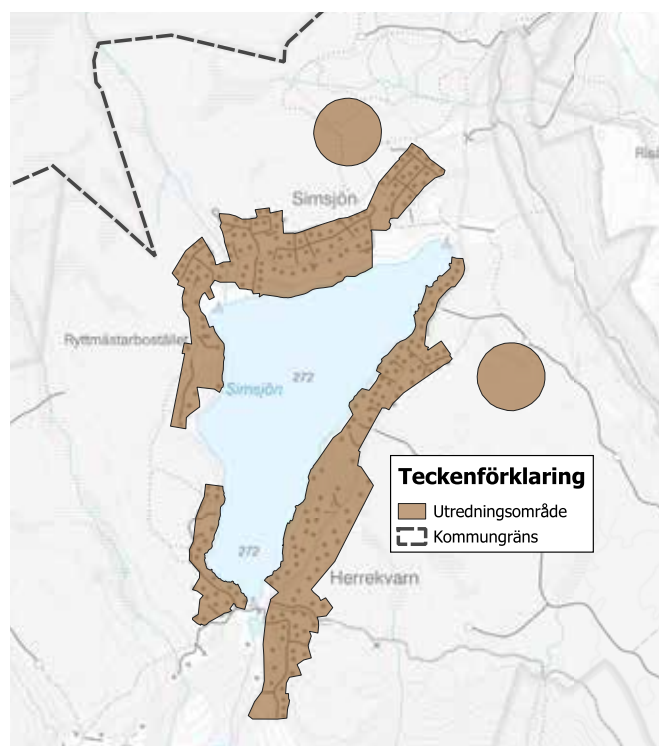 Simsjön
Ryttmästarbostället
272
Simsjön
Teckenförklaring
Utredningsområde
Kommungräns
272
Herrekvarn